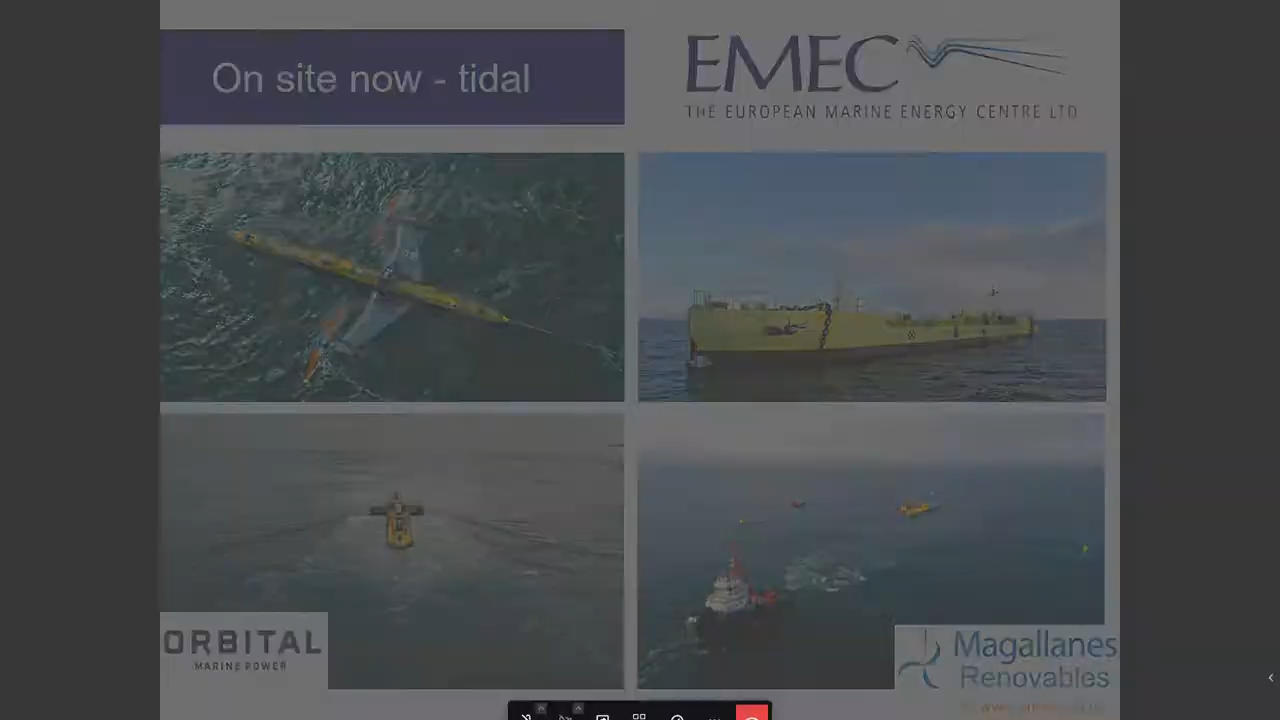 On site now - tidal
EMEC
THE EUROPEAN MARINE ENERGY CENTRE LTD
ORBITAL
MARINE POWER
Magallanes
Renovables